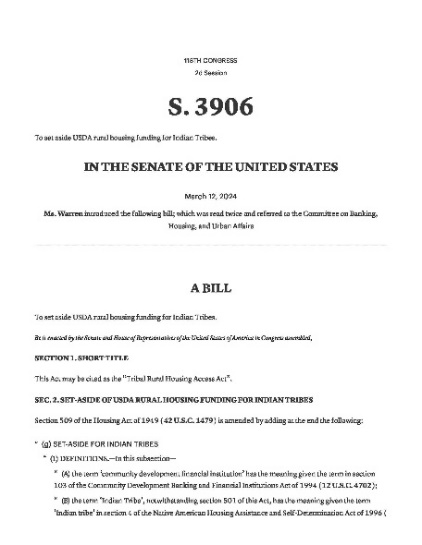 118TH CONGRESS
2d Session
S. 3906
To set aside USDA rural housing funding for Indian Tribes.
IN THE SENATE OF THE UNITED STATES
March 12, 2024
Ms. Warren introduced the following bill; which was read twice and referred to the Committee on Banking,
Housing, and Urban Affairs
A BILL
To set aside USDA rural housing funding for Indian Tribes.
Be it enacted by the Senate and House of Representatives of the United States of America in Congress assembled,
SECTION 1. SHORT TITLE
This Act may be cited as the "Tribal Rural Housing Access Act".
SEC. 2. SET-ASIDE OF USDA RURAL HOUSING FUNDING FOR INDIAN TRIBES
Section 509 of the Housing Act of 1949 (42 U.S.C. 1479) is amended by adding at the end the following:
" (g) SET-ASIDE FOR INDIAN TRIBES
" (1) DEFINITIONS.—In this subsection—
" (A) the term 'community development financial institution' has the meaning given the term in section
103 of the Community Development Banking and Financial Institutions Act of 1994 (12 U.S.C. 4702);
" (B) the term 'Indian Tribe', notwithstanding section 501 of this Act, has the meaning given the term
'Indian tribe' in section 4 of the Native American Housing Assistance and Self-Determination Act of 1996 (